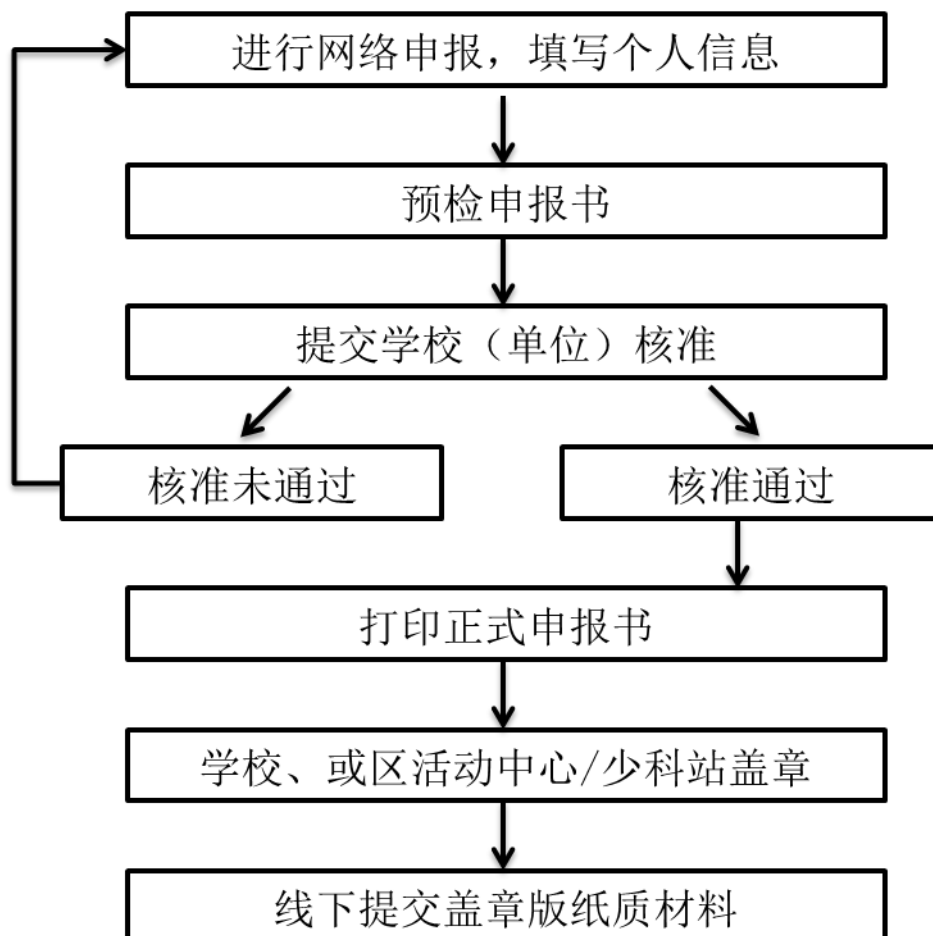 进行网络申报，填写个人信息
预检申报书
提交学校（单位）核准
核准未通过
核准通过
打印正式申报书
学校、或区活动中心/少科站盖章
线下提交盖章版纸质材料